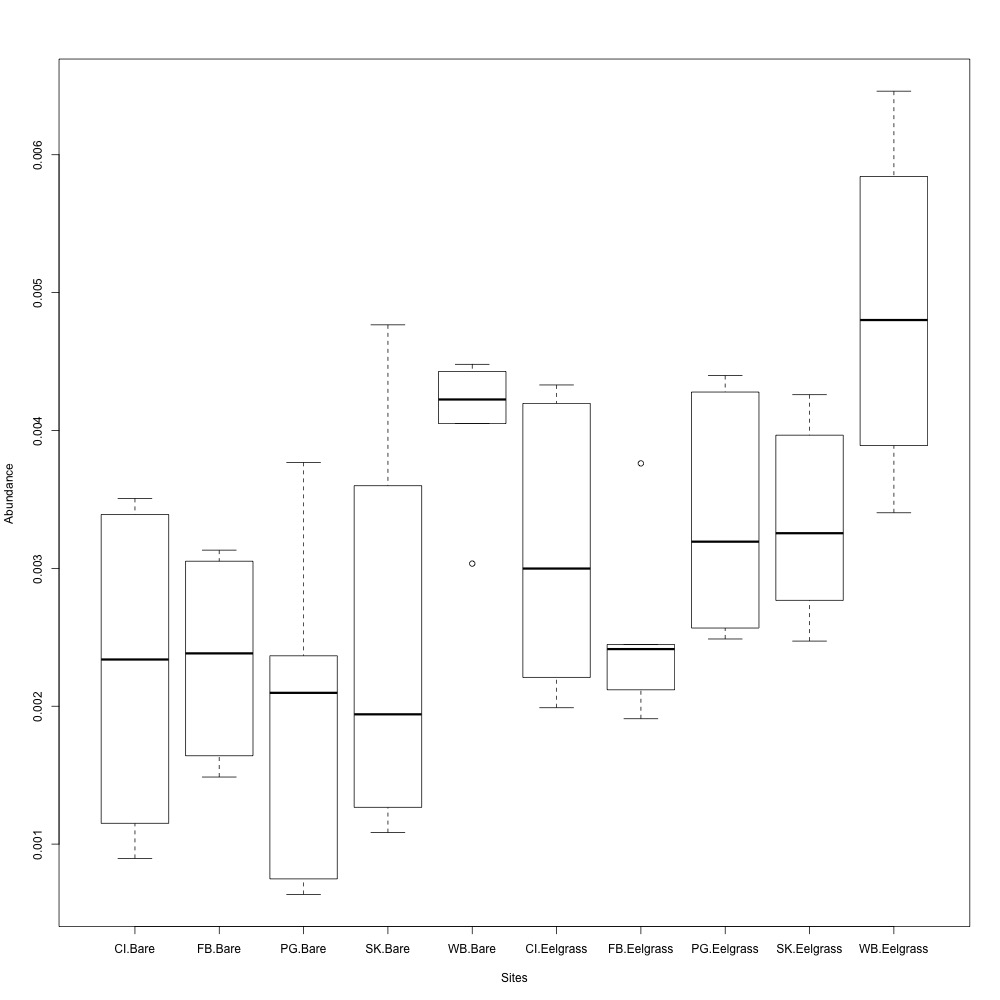 Abundance
0.006
0.005
0.004
0.003
0.002
0.001
CI.Bare FB.Bare PG.Bare SK.Bare WB.Bare CI.Eelgrass FB.Eelgrass PG.Eelgrass SK.Eelgrass WB.Eelgrass
Sites